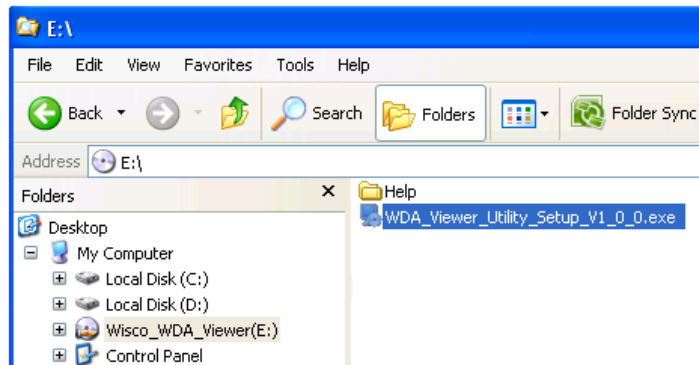 E:\
File Edit View Favorites Tools Help
Back Search Folders Folder Sync
Address E:\
Folders
Desktop
My Computer
Local Disk (C:)
Local Disk (D:)
Wisco_WDA_Viewer(E:)
Control Panel
Help
WDA_Viewer_Utility_Setup_V1_0_0.exe